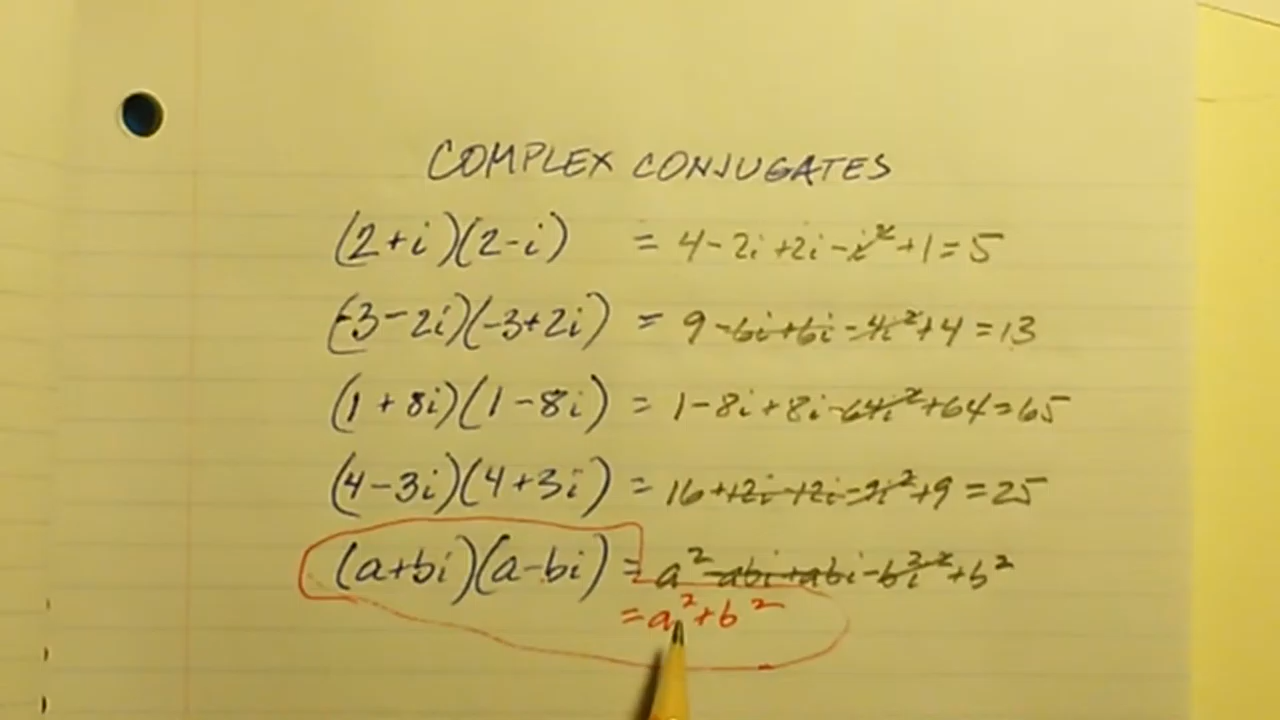 COMPLEX CONJUGATES
(2+i)(2-i) = 4-2i+2i-i²+1=5
(-3-2i)(-3+2i) = 9-6i+6i-4i²+4=13
(1+8i)(1-8i) = 1-8i+8i-64i²+64=65
(4-3i)(4+3i) = 16+12i-12i-9i²+9=25
(a+bi)(a-bi) = a²-abi+abi-b²i²+b²
=a²+b²